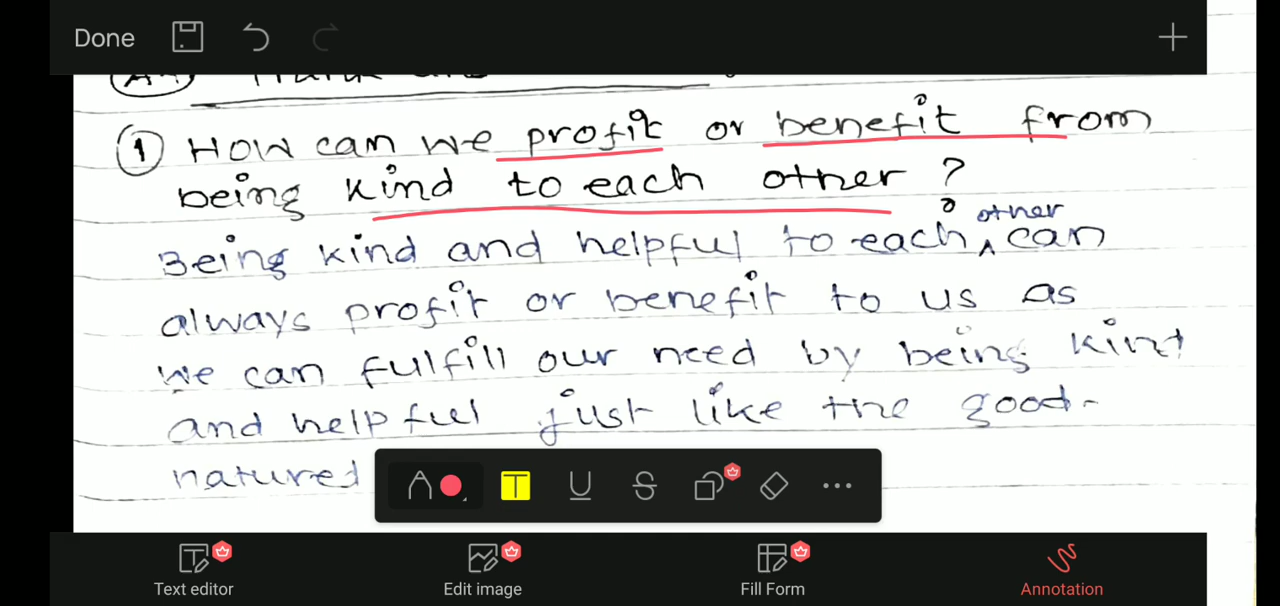 Done
① How can we profit or benefit from
being kind to each other ?
Being kind and helpful to each ^ other can
always profit or benefit to us as
we can fulfill our need by being kind
and helpful just like the good-
natured
Text editor
Edit image
Fill Form
Annotation